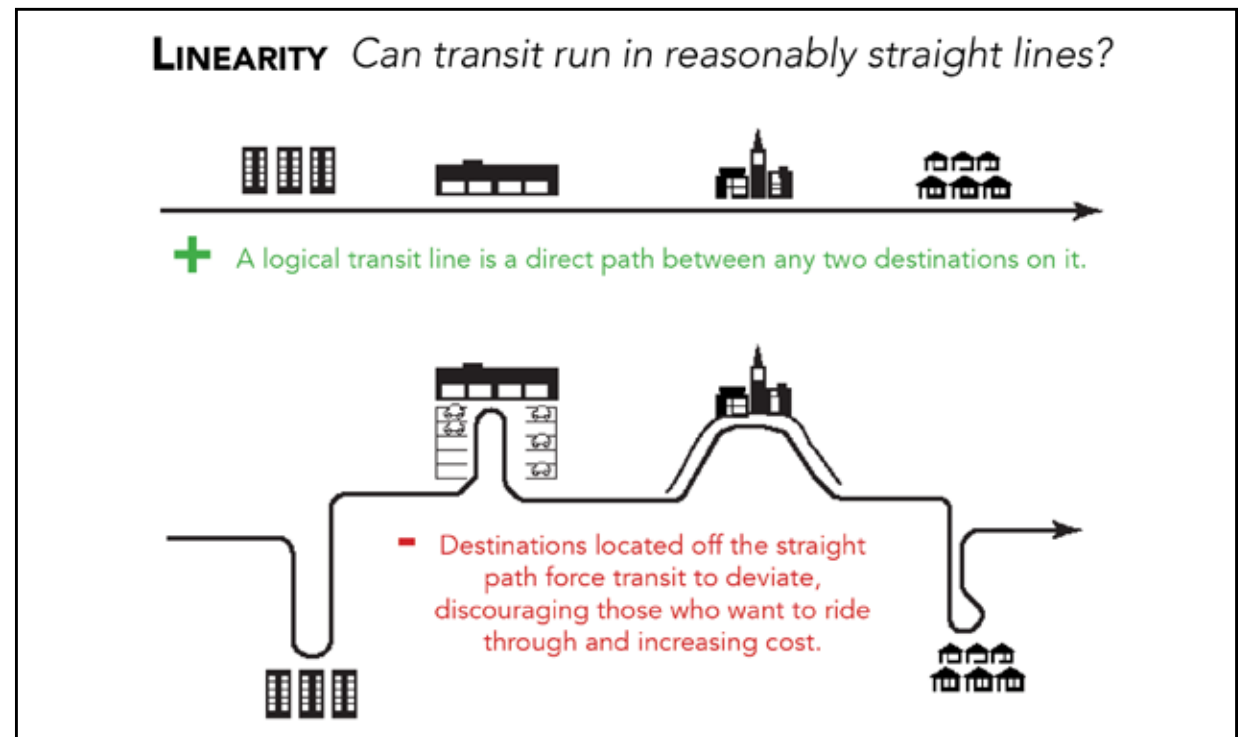 LINEARITY Can transit run in reasonably straight lines?
+ A logical transit line is a direct path between any two destinations on it.
- Destinations located off the straight
path force transit to deviate,
discouraging those who want to ride
through and increasing cost.